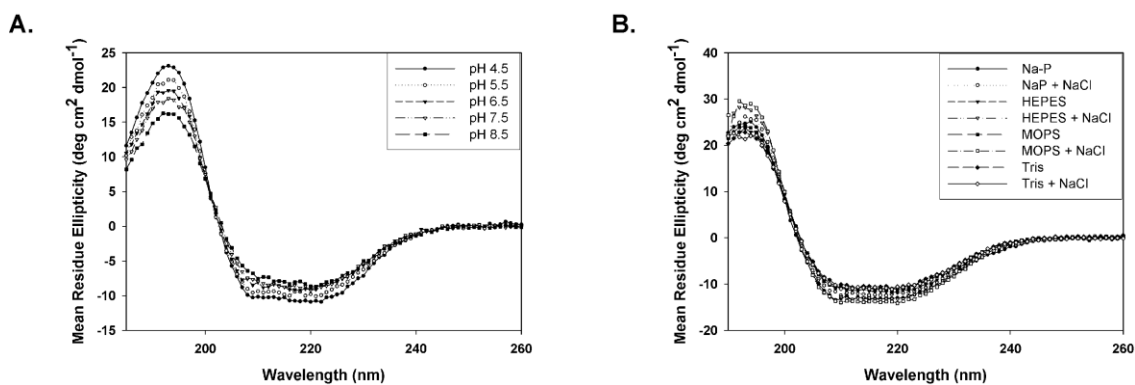 A.
Mean Residue Ellipticity (deg cm2 dmol-1)
25
20
15
10
5
0
-5
-10
-15
200
220
240
260
Wavelength (nm)
pH 4.5
pH 5.5
pH 6.5
pH 7.5
pH 8.5
B.
Mean Residue Ellipticity (deg cm2 dmol-1)
40
30
20
10
0
-10
-20
200
220
240
260
Wavelength (nm)
Na-P
NaP + NaCl
HEPES
HEPES + NaCl
MOPS
MOPS + NaCl
Tris
Tris + NaCl